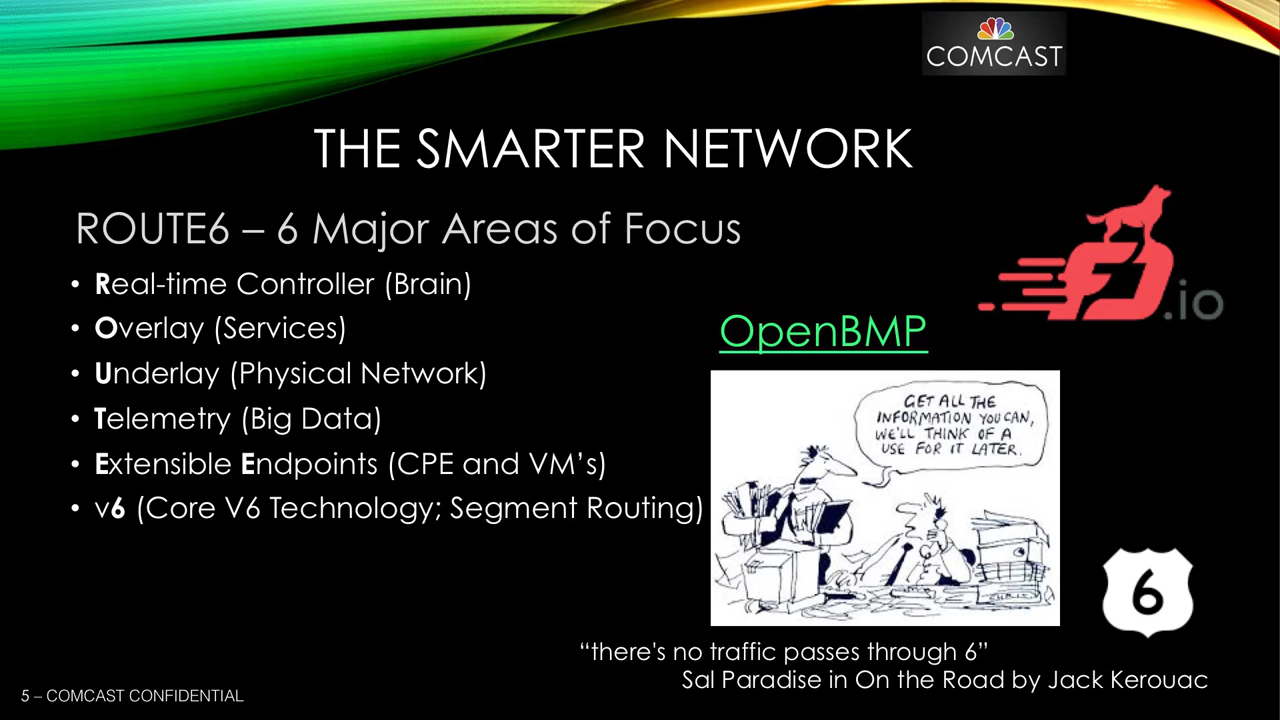 COMCAST
THE SMARTER NETWORK
ROUTE6 – 6 Major Areas of Focus
• Real-time Controller (Brain)
• Overlay (Services)
• Underlay (Physical Network)
• Telemetry (Big Data)
• Extensible Endpoints (CPE and VM's)
• v6 (Core V6 Technology; Segment Routing)
FD.io
OpenBMP
GET ALL THE
INFORMATION YOU CAN,
WE'LL THINK OF A
USE FOR IT LATER.
6
“there's no traffic passes through 6”
Sal Paradise in On the Road by Jack Kerouac
5 – COMCAST CONFIDENTIAL